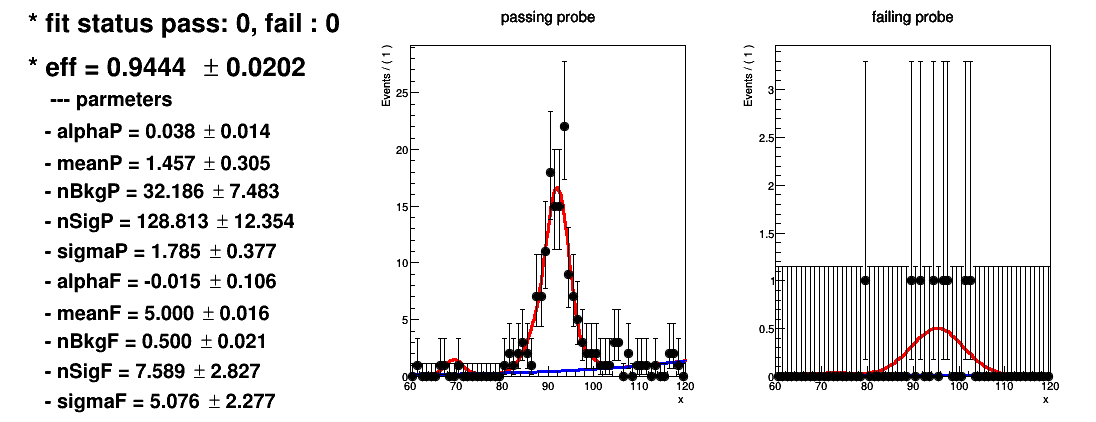 * fit status pass: 0, fail : 0
* eff = 0.9444 ± 0.0202
--- parmeters
- alphaP = 0.038 ± 0.014
- meanP = 1.457 ± 0.305
- nBkgP = 32.186 ± 7.483
- nSigP = 128.813 ± 12.354
- sigmaP = 1.785 ± 0.377
- alphaF = -0.015 ± 0.106
- meanF = 5.000 ± 0.016
- nBkgF = 0.500 ± 0.021
- nSigF = 7.589 ± 2.827
- sigmaF = 5.076 ± 2.277
passing probe
Events / ( 1 )
25
20
15
10
5
0
60 70 80 90 100 110 120
x
failing probe
Events / ( 1 )
3
2.5
2
1.5
1
0.5
0
60 70 80 90 100 110 120
x